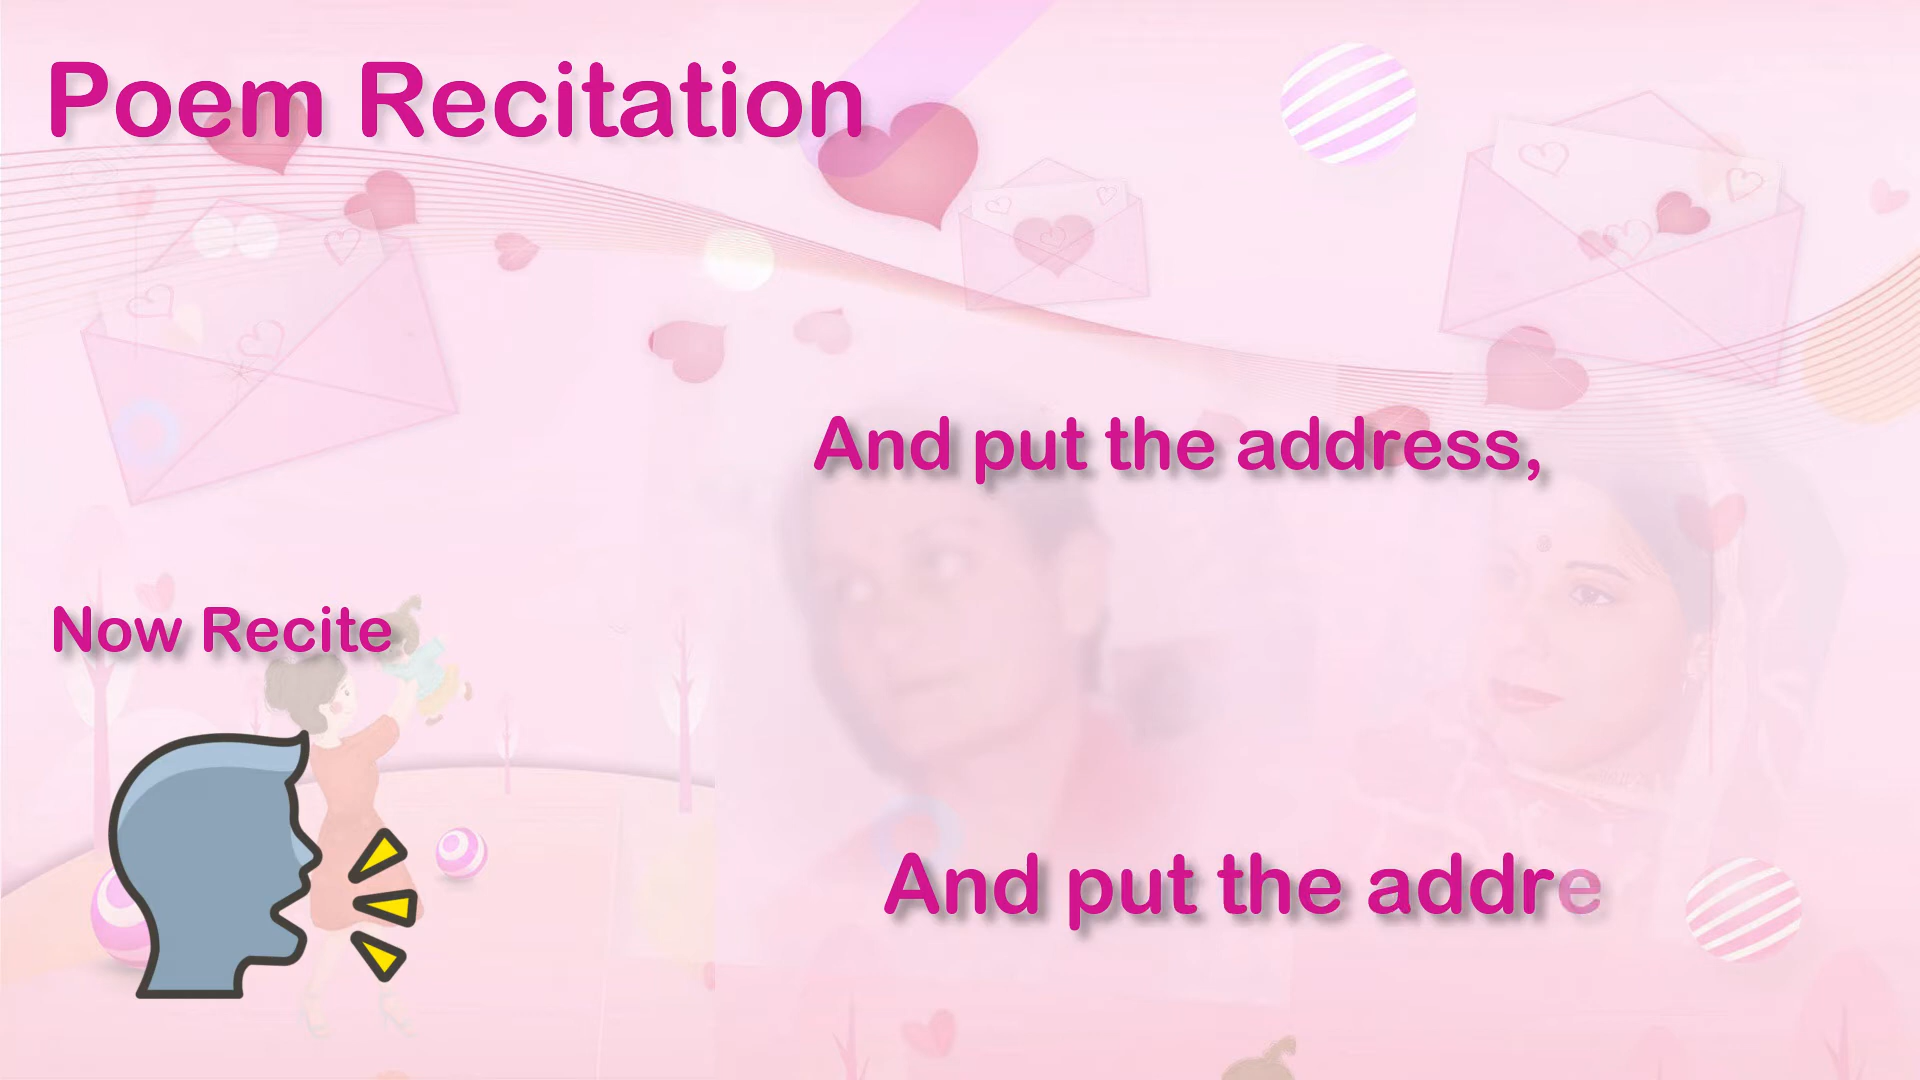 Poem Recitation
And put the address,
Now Recite
And put the addre